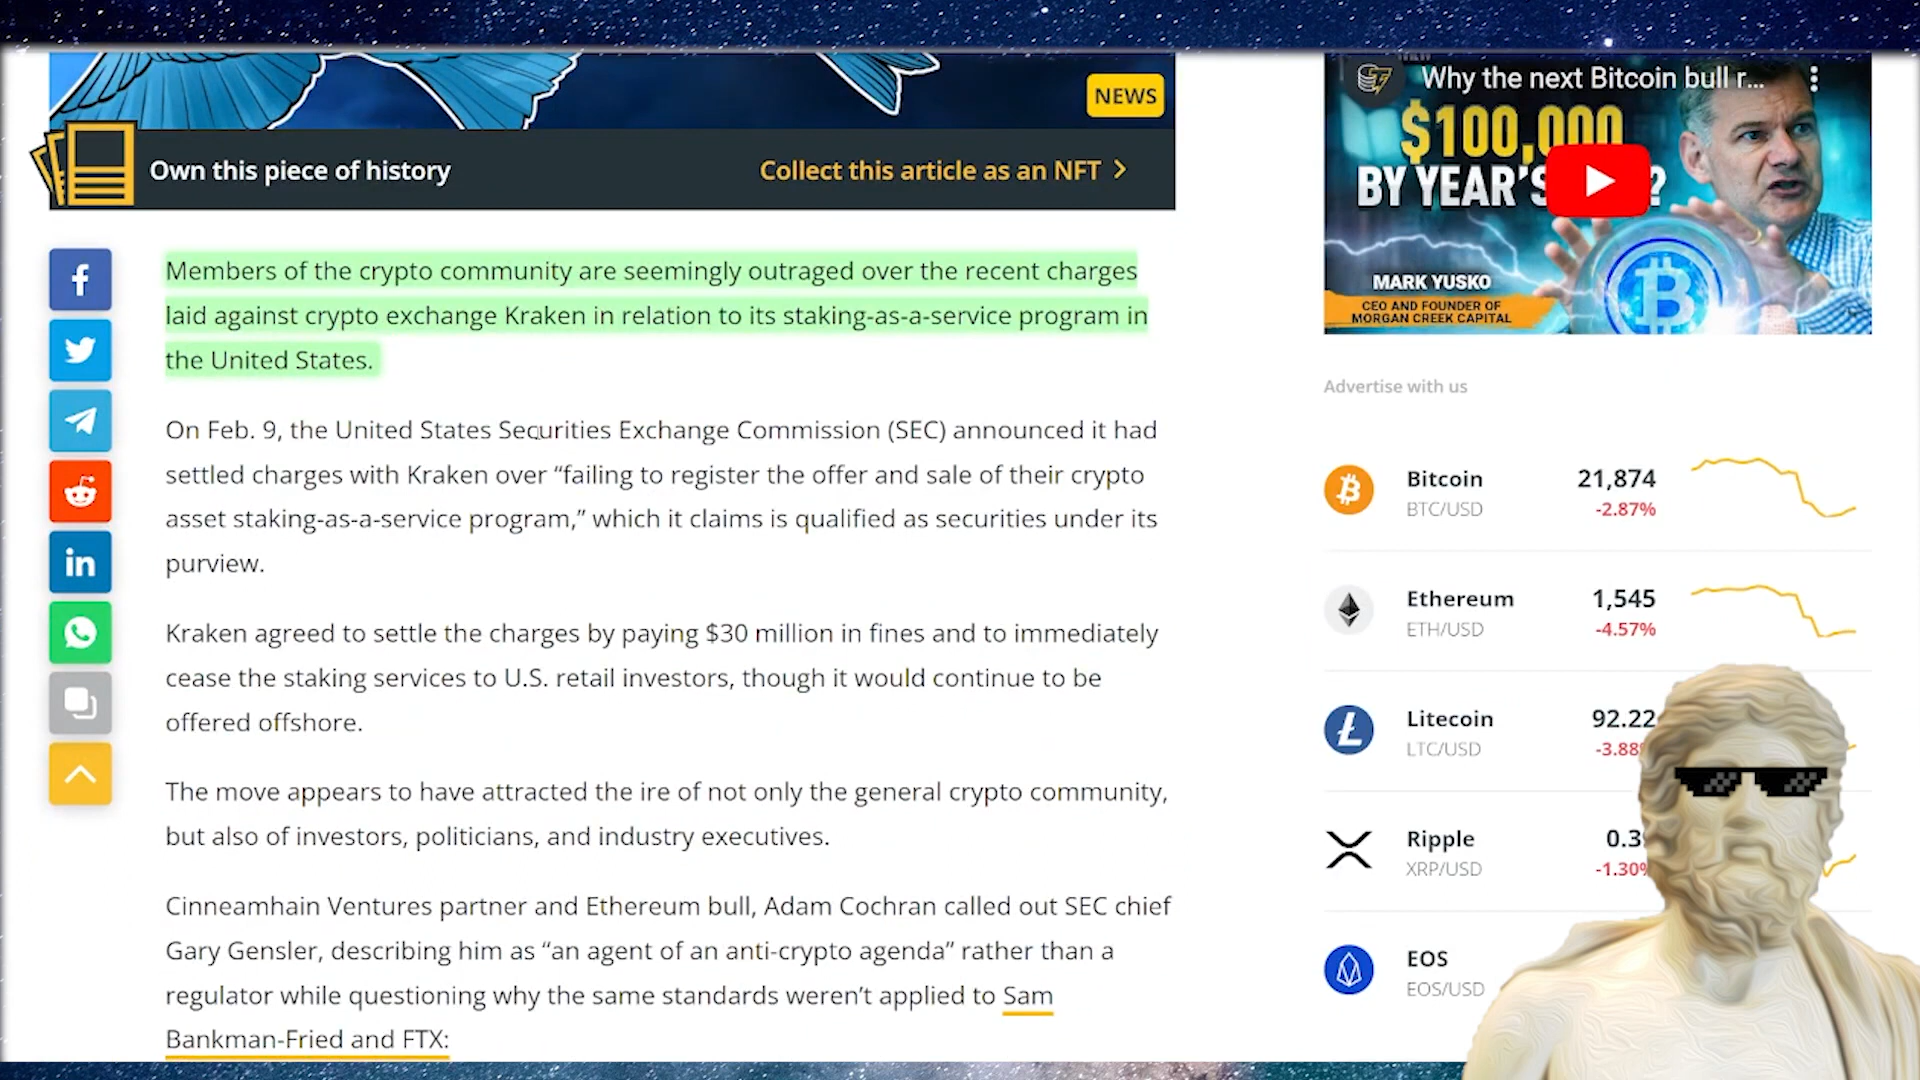 NEWS
Own this piece of history
Collect this article as an NFT
Members of the crypto community are seemingly outraged over the recent charges
laid against crypto exchange Kraken in relation to its staking-as-a-service program in
the United States.
On Feb. 9, the United States Securities Exchange Commission (SEC) announced it had
settled charges with Kraken over “failing to register the offer and sale of their crypto
asset staking-as-a-service program,” which it claims is qualified as securities under its
purview.
Kraken agreed to settle the charges by paying $30 million in fines and to immediately
cease the staking services to U.S. retail investors, though it would continue to be
offered offshore.
The move appears to have attracted the ire of not only the general crypto community,
but also of investors, politicians, and industry executives.
Cinneamhain Ventures partner and Ethereum bull, Adam Cochran called out SEC chief
Gary Gensler, describing him as “an agent of an anti-crypto agenda” rather than a
regulator while questioning why the same standards weren’t applied to Sam
Bankman-Fried and FTX:
Why the next Bitcoin bull r...
$100,000
BY YEAR'S ?
MARK YUSKO
CEO AND FOUNDER OF
MORGAN CREEK CAPITAL
Advertise with us
Bitcoin 21,874
BTC/USD -2.87%
Ethereum 1,545
ETH/USD -4.57%
Litecoin 92.22
LTC/USD -3.88
Ripple 0.3
XRP/USD -1.30%
EOS
EOS/USD